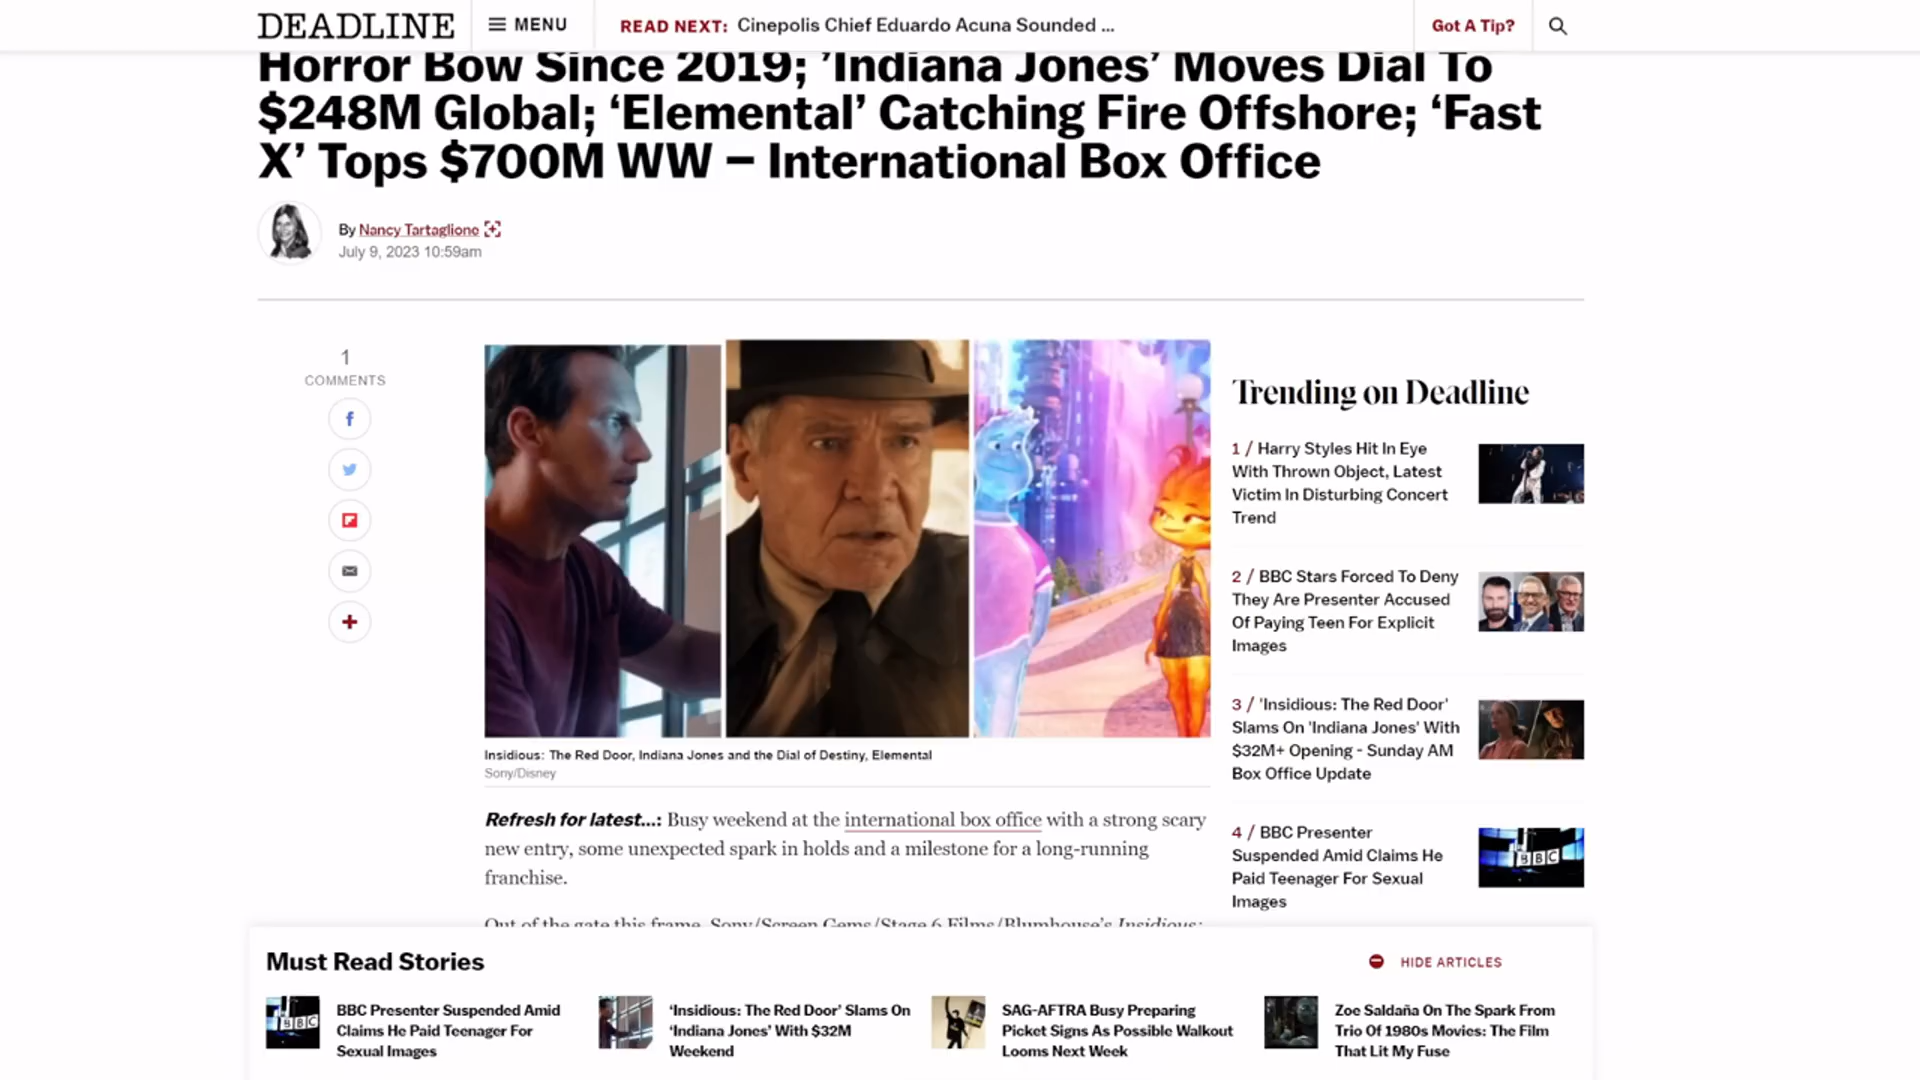 DEADLINE
MENU
READ NEXT: Cinepolis Chief Eduardo Acuna Sounded ...
Got A Tip?
Horror Bow Since 2019; 'Indiana Jones’ Moves Dial To
$248M Global; ‘Elemental’ Catching Fire Offshore; ‘Fast
X’ Tops $700M WW – International Box Office
By Nancy Tartaglione
July 9, 2023 10:59am
1
COMMENTS
Insidious: The Red Door, Indiana Jones and the Dial of Destiny, Elemental
Sony/Disney
Refresh for latest...: Busy weekend at the international box office with a strong scary
new entry, some unexpected spark in holds and a milestone for a long-running
franchise.
Out of the gate this frame, Sony/Screen Gems/Stage 6 Films/Blumhouse’s Insidious:
Trending on Deadline
1 / Harry Styles Hit In Eye
With Thrown Object, Latest
Victim In Disturbing Concert
Trend
2 / BBC Stars Forced To Deny
They Are Presenter Accused
Of Paying Teen For Explicit
Images
3 / 'Insidious: The Red Door'
Slams On 'Indiana Jones' With
$32M+ Opening - Sunday AM
Box Office Update
4 / BBC Presenter
Suspended Amid Claims He
Paid Teenager For Sexual
Images
BBC
Must Read Stories
HIDE ARTICLES
BBC
BBC Presenter Suspended Amid
Claims He Paid Teenager For
Sexual Images
‘Insidious: The Red Door’ Slams On
‘Indiana Jones’ With $32M
Weekend
SAG-AFTRA Busy Preparing
Picket Signs As Possible Walkout
Looms Next Week
Zoe Saldaña On The Spark From
Trio Of 1980s Movies: The Film
That Lit My Fuse